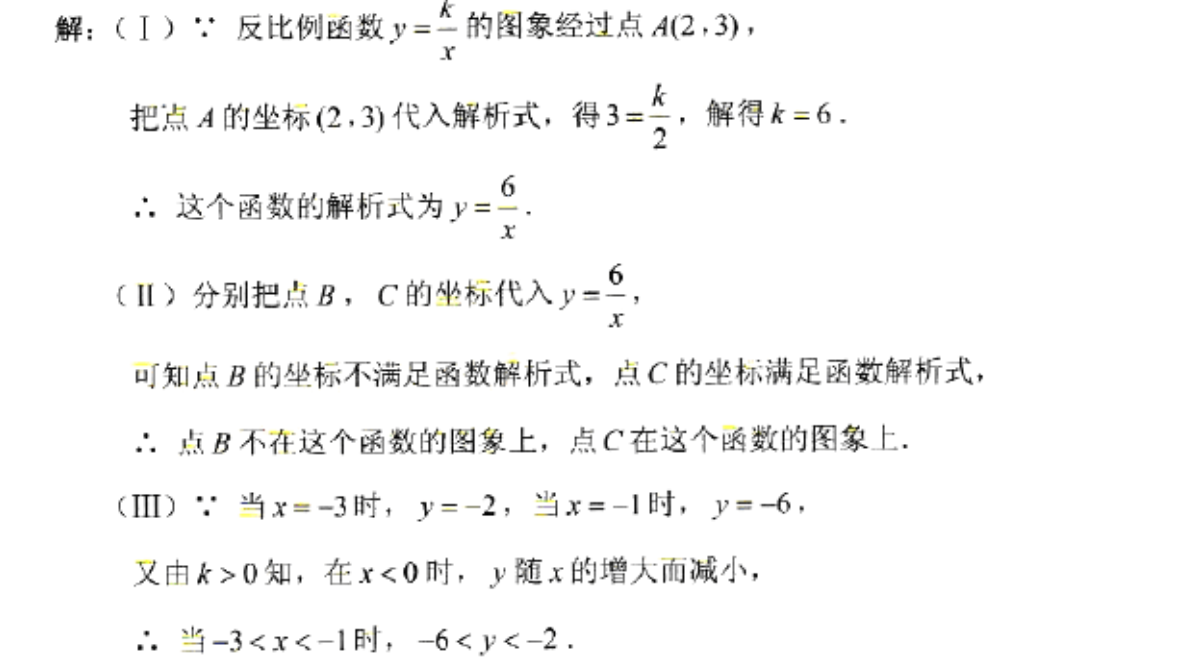 解：（Ⅰ）∵ 反比例函数 y = k/x 的图象经过点 A(2,3)，
把点 A 的坐标(2,3)代入解析式，得3 = k/2，解得k = 6．
∴ 这个函数的解析式为 y = 6/x．
（Ⅱ）分别把点 B， C 的坐标代入 y = 6/x，
可知点 B 的坐标不满足函数解析式，点 C 的坐标满足函数解析式，
∴ 点 B 不在这个函数的图象上，点 C 在这个函数的图象上．
（Ⅲ）∵ 当 x = −3 时， y = −2，当 x = −1 时， y = −6，
又由 k > 0 知，在 x < 0 时， y 随 x 的增大而减小，
∴ 当 −3 < x < −1 时， −6 < y < −2．